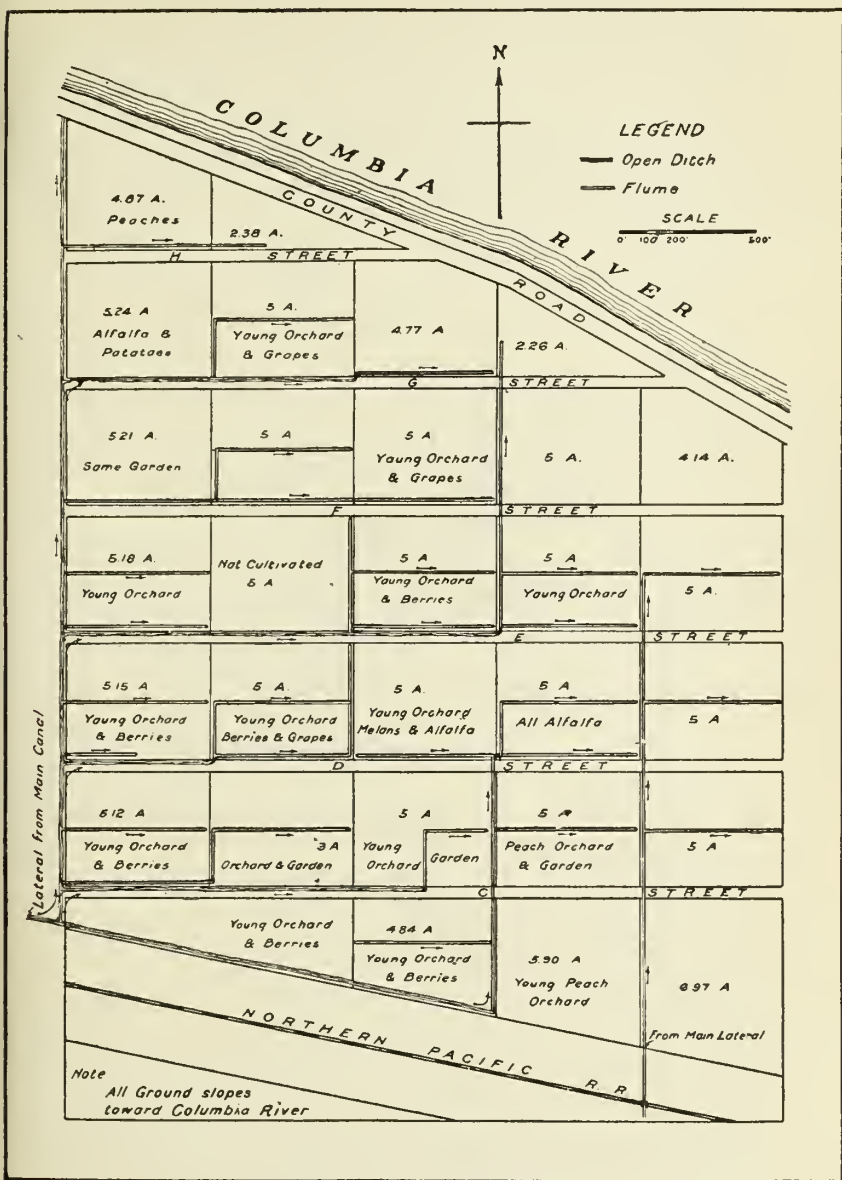 N
COLUMBIA RIVER
LEGEND
Open Ditch
Flume
SCALE
0' 100' 200' 500'
COUNTY ROAD
4.87 A.
Peaches
2.38 A.
H STREET
5.24 A
Alfalfa &
Potatoes
5 A.
Young Orchard
& Grapes
4.77 A
2.26 A.
G STREET
5.21 A.
Some Garden
5 A
5 A
Young Orchard
& Grapes
5 A.
4.14 A.
F STREET
5.18 A.
Young Orchard
Not Cultivated
5 A
5 A
Young Orchard
& Berries
5 A
Young Orchard
5 A.
E STREET
5.15 A
Young Orchard
& Berries
5 A.
Young Orchard
Berries & Grapes
5 A.
Young Orchard
Melons & Alfalfa
5 A
All Alfalfa
5 A
D STREET
Lateral From Main Canal
5.12 A
Young Orchard
& Berries
3 A
Orchard & Garden
5 A
Young
Orchard
Garden
5 A
Peach Orchard
& Garden
5 A
C STREET
Young Orchard
& Berries
4.84 A
Young Orchard
& Berries
5.90 A
Young Peach
Orchard
6.97 A
From Main Lateral
NORTHERN PACIFIC R.R
Note
All Ground slopes
toward Columbia River